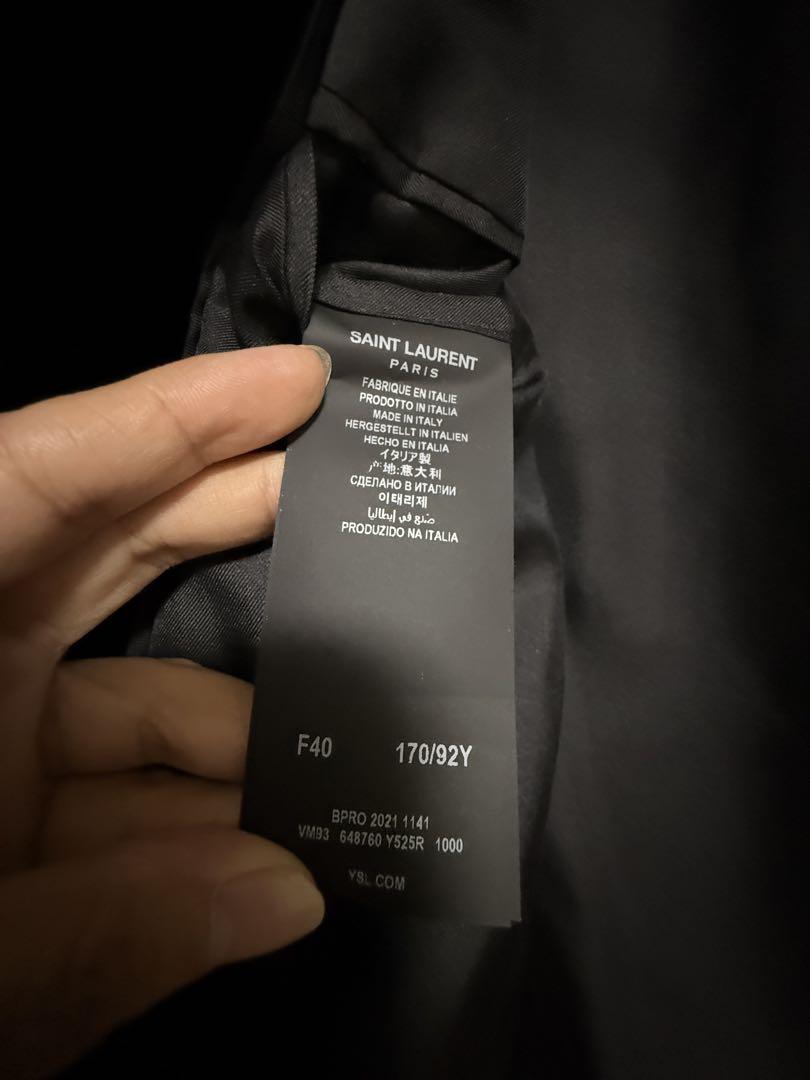 SAINT LAURENT
PARIS
FABRIQUE EN ITALIE
PRODOTTO IN ITALIA
MADE IN ITALY
HERGESTELLT IN ITALIEN
HECHO EN ITALIA
イタリア製
产地:意大利
СДЕЛАНО В ИТАЛИИ
이태리제
صنع في إيطاليا
PRODUZIDO NA ITALIA
F40 170/92Y
BPRO 2021 1141
VM93 648760 Y525R 1000
YSL COM